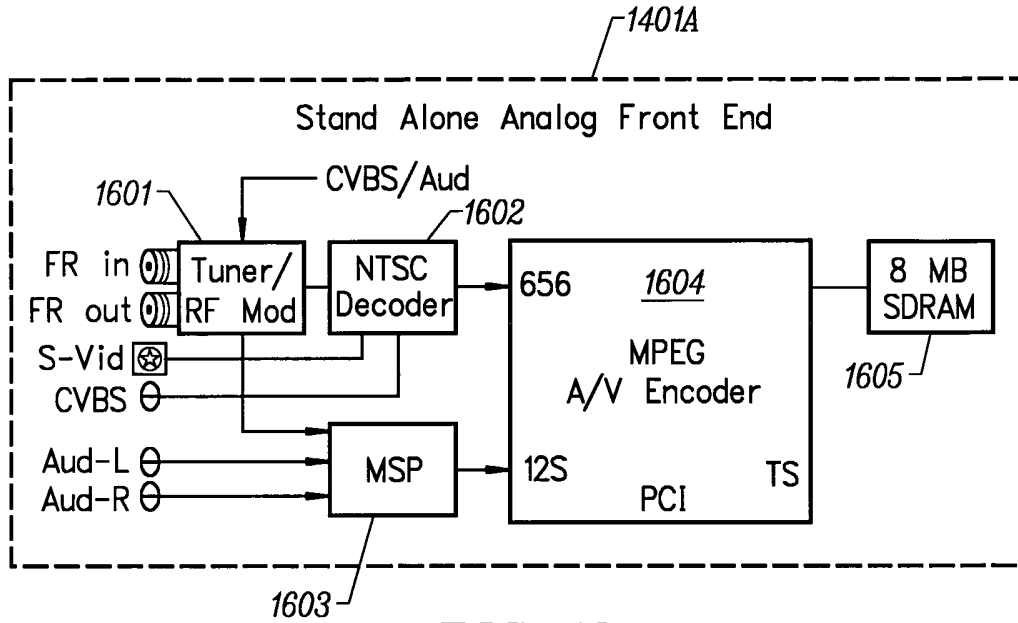 1401A
Stand Alone Analog Front End
CVBS/Aud
1601
1602
FR in
FR out
Tuner/
RF Mod
NTSC
Decoder
656
1604
MPEG
A/V Encoder
8 MB
SDRAM
1605
S-Vid
CVBS
Aud-L
Aud-R
MSP
12S
TS
PCI
1603